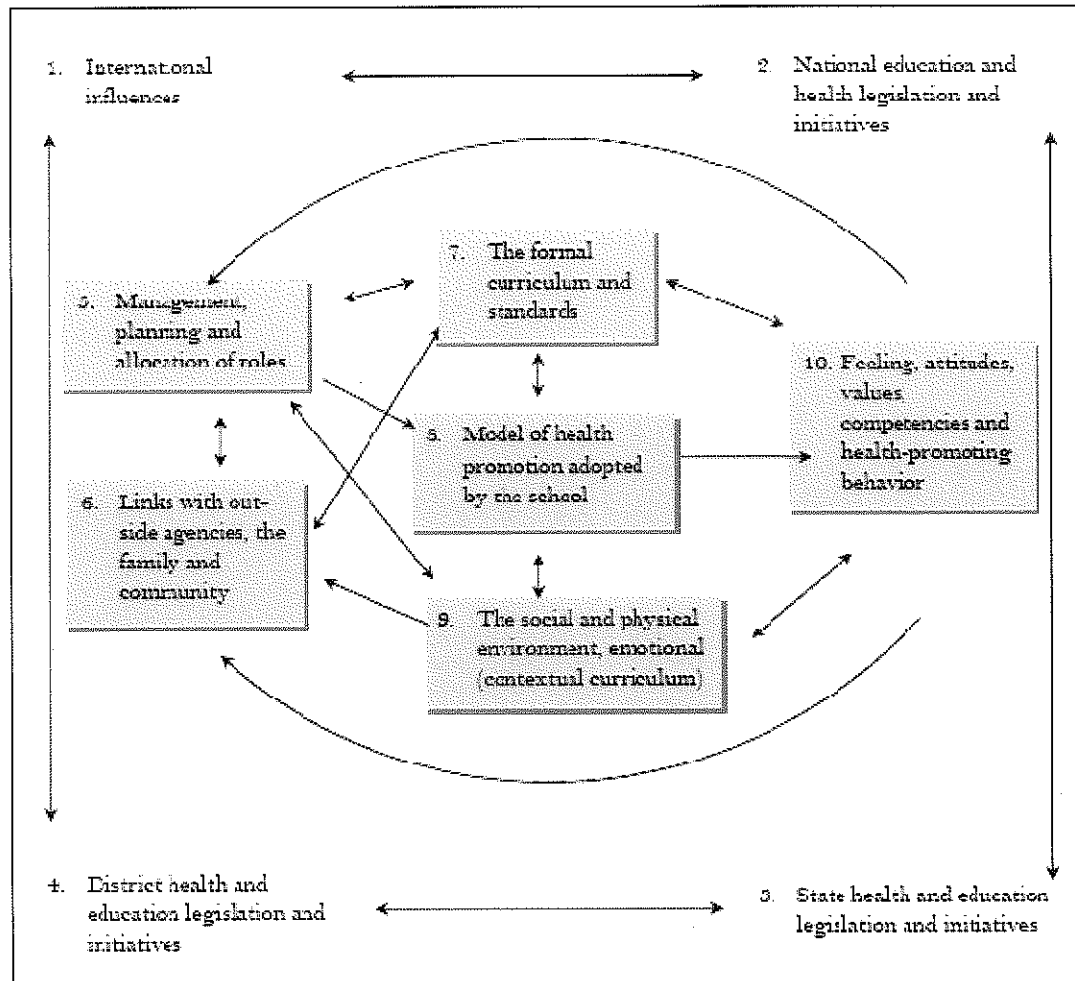 1. International
influences
2. National education and
health legislation and
initiatives
7. The formal
curriculum and
standards
5. Management,
planning and
allocation of roles
10. Feeling, attitudes,
values
competencies and
health-promoting
behavior
8. Model of health
promotion adopted
by the school
6. Links with out-
side agencies, the
family and
community
9. The social and physical
environment, emotional
(contextual curriculum)
4. District health and
education legislation and
initiatives
3. State health and education
legislation and initiatives